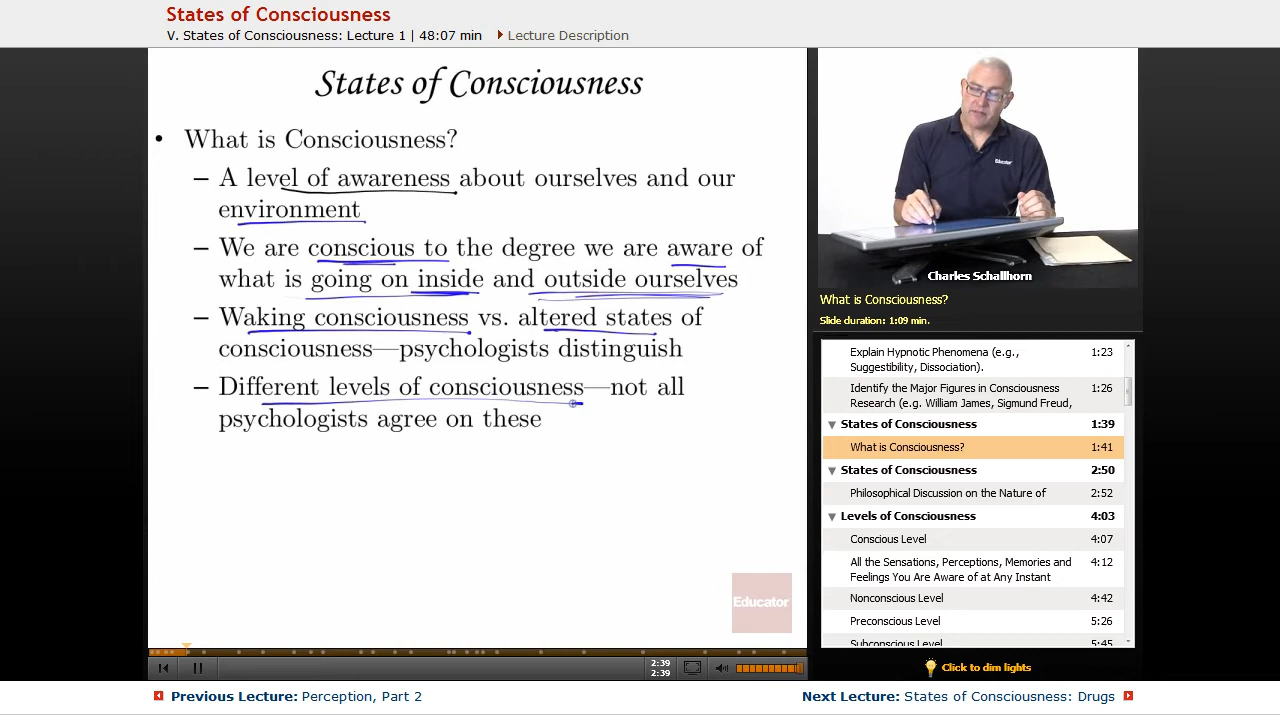 States of Consciousness
V. States of Consciousness: Lecture 1 | 48:07 min Lecture Description
States of Consciousness
• What is Consciousness?
– A level of awareness about ourselves and our
environment
– We are conscious to the degree we are aware of
what is going on inside and outside ourselves
– Waking consciousness vs. altered states of
consciousness—psychologists distinguish
– Different levels of consciousness—not all
psychologists agree on these
Educator
2:39
2:39
Educator
Charles Schallhorn
What is Consciousness?
Slide duration: 1:09 min.
Explain Hypnotic Phenomena (e.g., 1:23
Suggestibility, Dissociation).
Identify the Major Figures in Consciousness 1:26
Research (e.g. William James, Sigmund Freud,
States of Consciousness 1:39
What is Consciousness? 1:41
States of Consciousness 2:50
Philosophical Discussion on the Nature of 2:52
Levels of Consciousness 4:03
Conscious Level 4:07
All the Sensations, Perceptions, Memories and 4:12
Feelings You Are Aware of at Any Instant
Nonconscious Level 4:42
Preconscious Level 5:26
Subconscious Level 5:45
Click to dim lights
Previous Lecture: Perception, Part 2 Next Lecture: States of Consciousness: Drugs